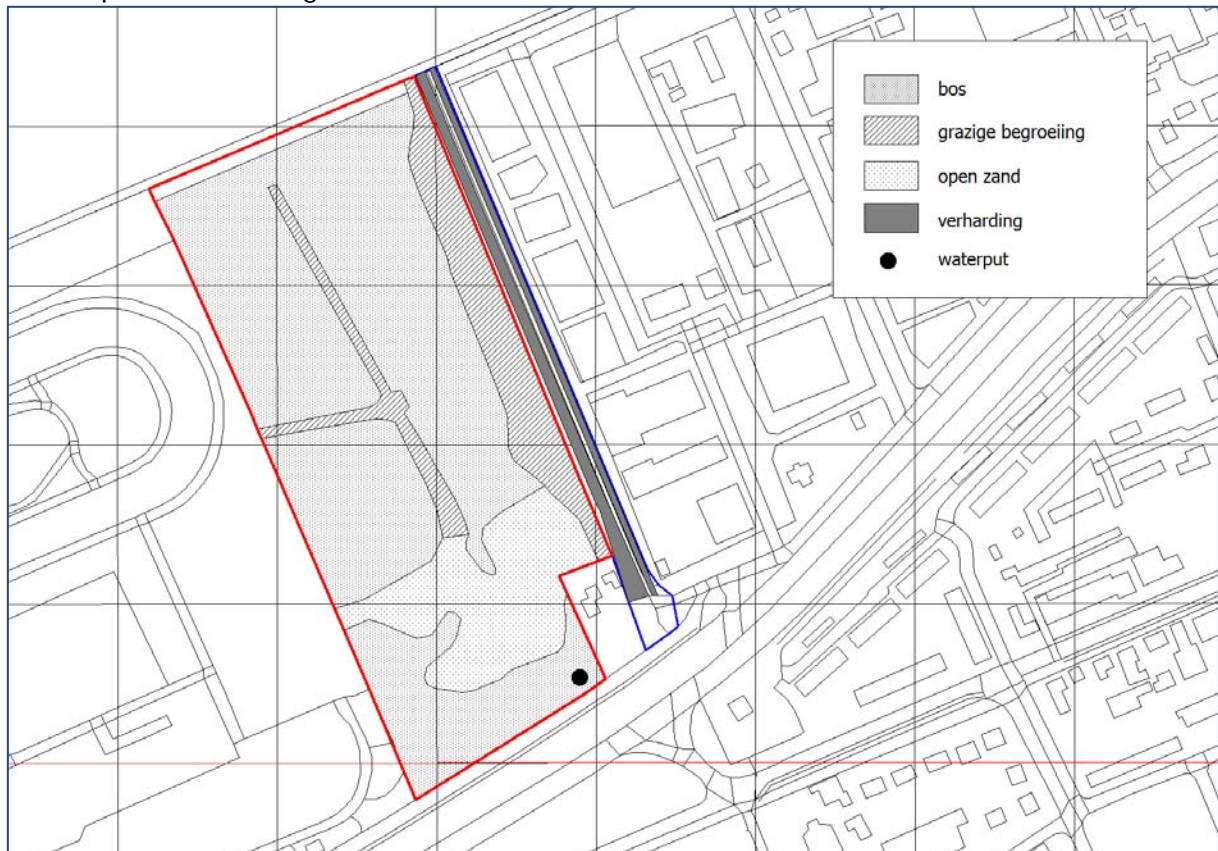 bos
grazige begroeiing
open zand
verharding
waterput